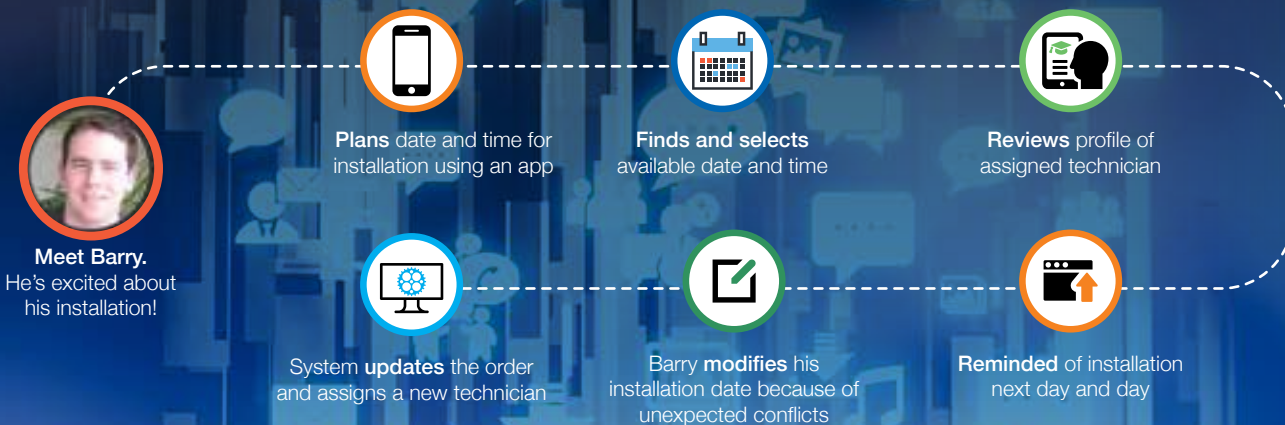 Meet Barry.
He's excited about
his installation!
Plans date and time for
installation using an app
Finds and selects
available date and time
Reviews profile of
assigned technician
Reminded of installation
next day and day
Barry modifies his
installation date because of
unexpected conflicts
System updates the order
and assigns a new technician